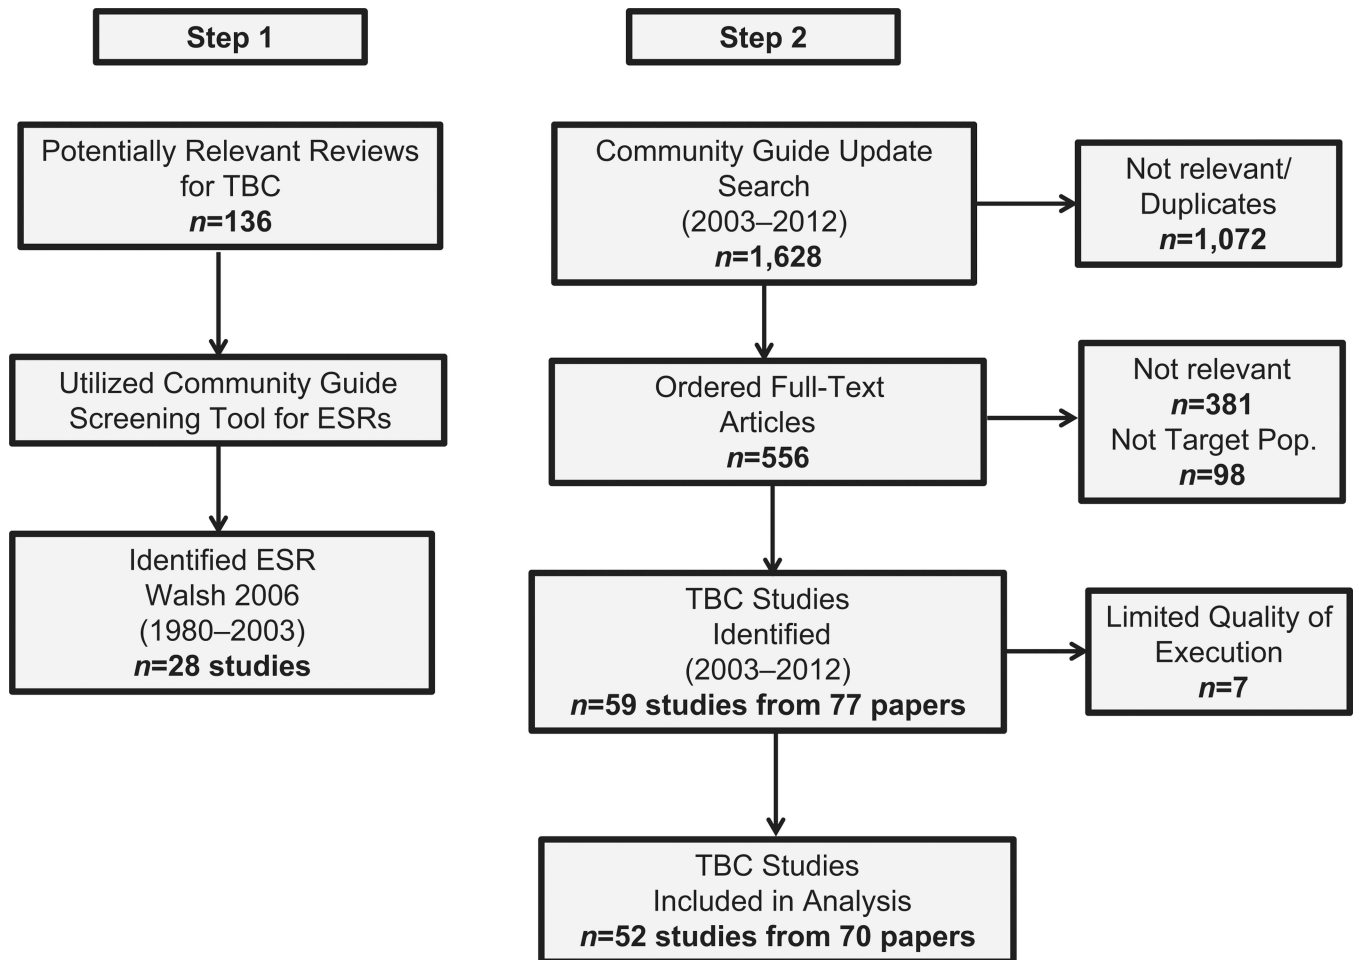 Step 1
Potentially Relevant Reviews
for TBC
n=136
Utilized Community Guide
Screening Tool for ESRs
Identified ESR
Walsh 2006
(1980–2003)
n=28 studies
Step 2
Community Guide Update
Search
(2003–2012)
n=1,628
Not relevant/
Duplicates
n=1,072
Ordered Full-Text
Articles
n=556
Not relevant
n=381
Not Target Pop.
n=98
TBC Studies
Identified
(2003–2012)
n=59 studies from 77 papers
Limited Quality of
Execution
n=7
TBC Studies
Included in Analysis
n=52 studies from 70 papers